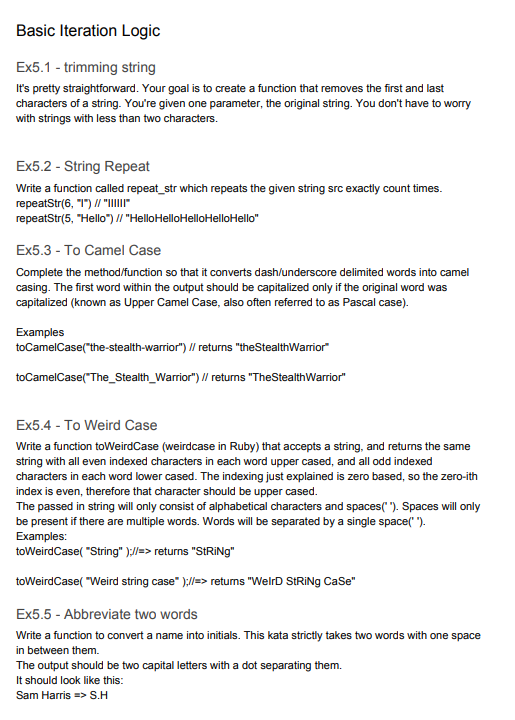 Basic Iteration Logic
Ex5.1 - trimming string
It's pretty straightforward. Your goal is to create a function that removes the first and last
characters of a string. You're given one parameter, the original string. You don't have to worry
with strings with less than two characters.
Ex5.2 - String Repeat
Write a function called repeat_str which repeats the given string src exactly count times.
repeatStr(6, "I") // "IIIIII"
repeatStr(5, "Hello") // "HelloHelloHelloHelloHello"
Ex5.3 - To Camel Case
Complete the method/function so that it converts dash/underscore delimited words into camel
casing. The first word within the output should be capitalized only if the original word was
capitalized (known as Upper Camel Case, also often referred to as Pascal case).
Examples
toCamelCase("the-stealth-warrior") // returns "theStealthWarrior"
toCamelCase("The_Stealth_Warrior") // returns "TheStealthWarrior"
Ex5.4 - To Weird Case
Write a function toWeirdCase (weirdcase in Ruby) that accepts a string, and returns the same
string with all even indexed characters in each word upper cased, and all odd indexed
characters in each word lower cased. The indexing just explained is zero based, so the zero-ith
index is even, therefore that character should be upper cased.
The passed in string will only consist of alphabetical characters and spaces(' '). Spaces will only
be present if there are multiple words. Words will be separated by a single space(' ').
Examples:
toWeirdCase( "String" );//=> returns "StRiNg"
toWeirdCase( "Weird string case" );//=> returns "WeIrD StRiNg CaSe"
Ex5.5 - Abbreviate two words
Write a function to convert a name into initials. This kata strictly takes two words with one space
in between them.
The output should be two capital letters with a dot separating them.
It should look like this:
Sam Harris => S.H